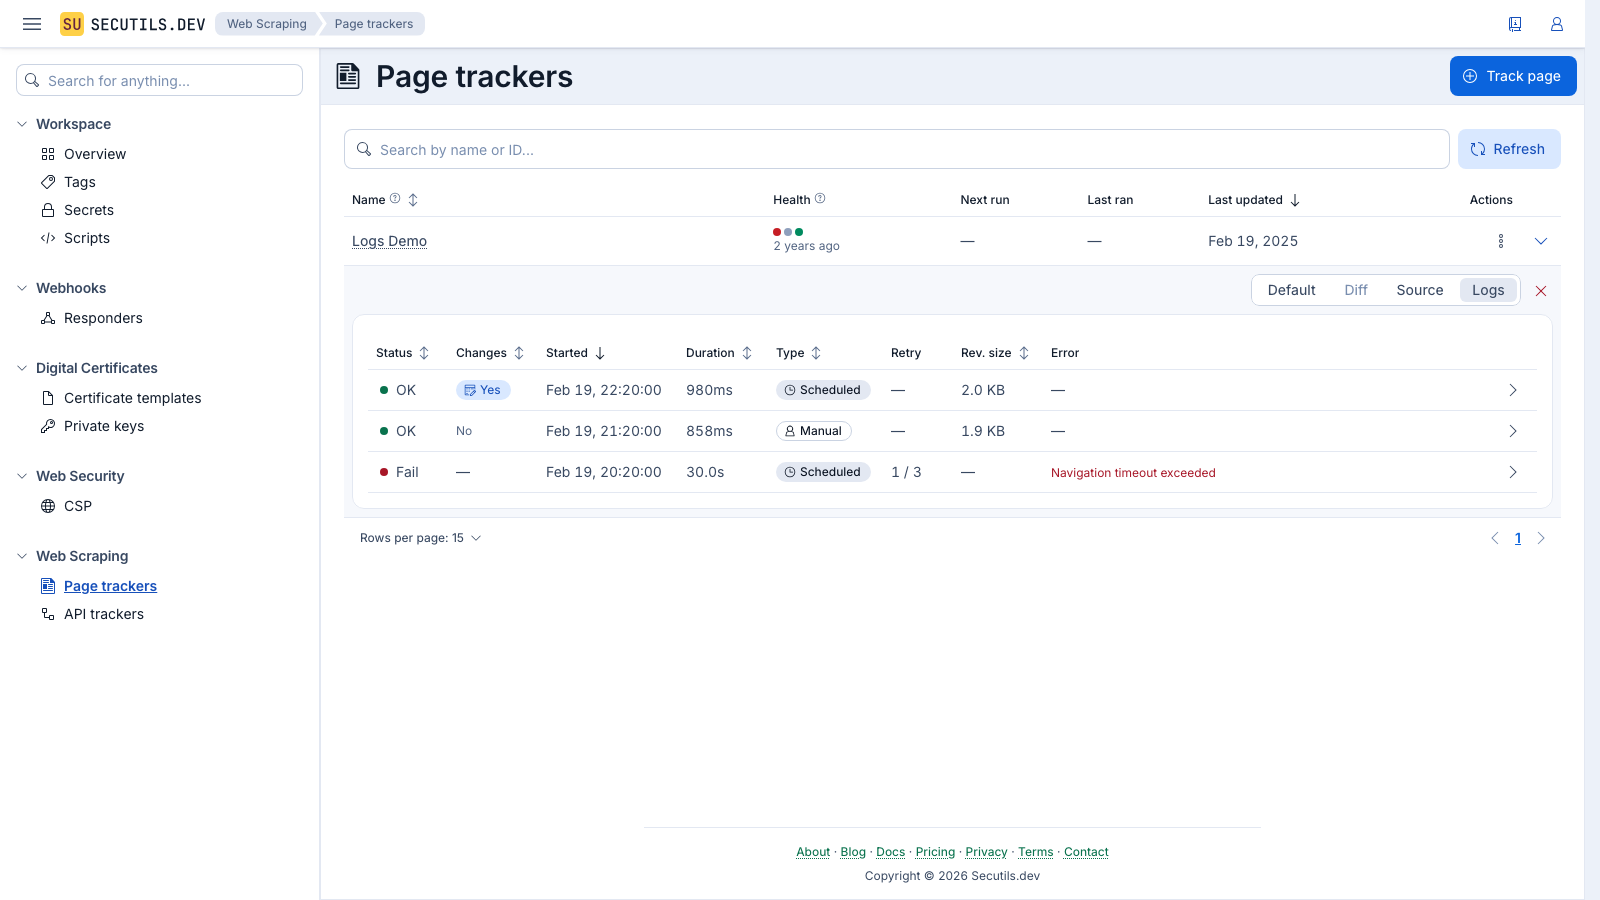 SU SECUTILS.DEV Web Scraping Page trackers
Search for anything...
Workspace
Overview
Tags
Secrets
Scripts
Webhooks
Responders
Digital Certificates
Certificate templates
Private keys
Web Security
CSP
Web Scraping
Page trackers
API trackers
Page trackers Track page
Search by name or ID... Refresh
Name Health Next run Last ran Last updated Actions
Logs Demo 2 years ago — — Feb 19, 2025
Default Diff Source Logs
Status Changes Started Duration Type Retry Rev. size Error
OK Yes Feb 19, 22:20:00 980ms Scheduled — 2.0 KB —
OK No Feb 19, 21:20:00 858ms Manual — 1.9 KB —
Fail — Feb 19, 20:20:00 30.0s Scheduled 1 / 3 — Navigation timeout exceeded
Rows per page: 15 1
About · Blog · Docs · Pricing · Privacy · Terms · Contact
Copyright © 2026 Secutils.dev